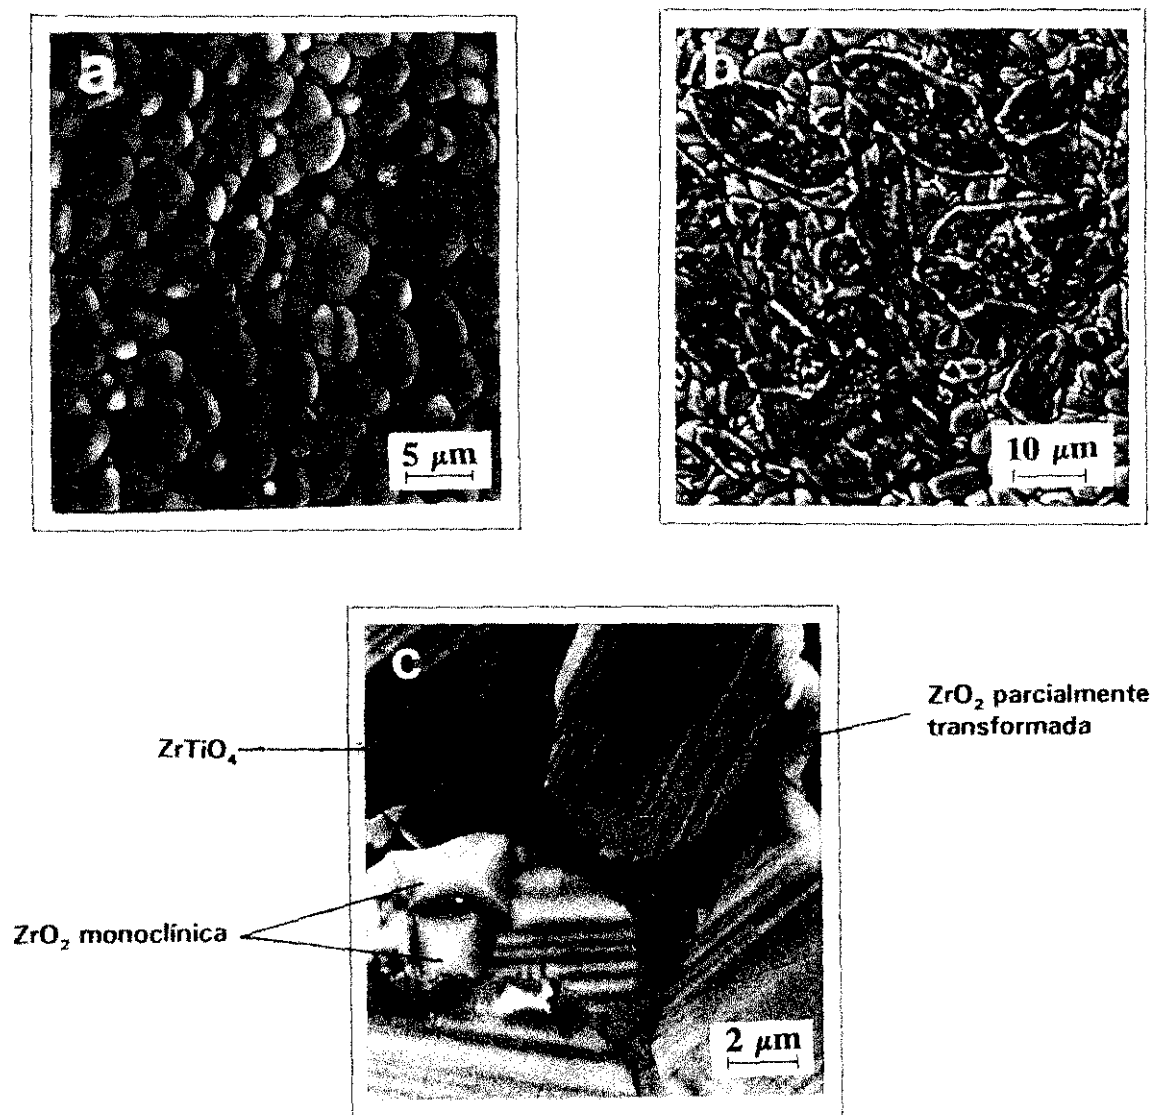 a
b
5 μm
10 μm
c
ZrO₂ parcialmente
transformada
ZrTiO₄
ZrO₂ monoclínica
2 μm